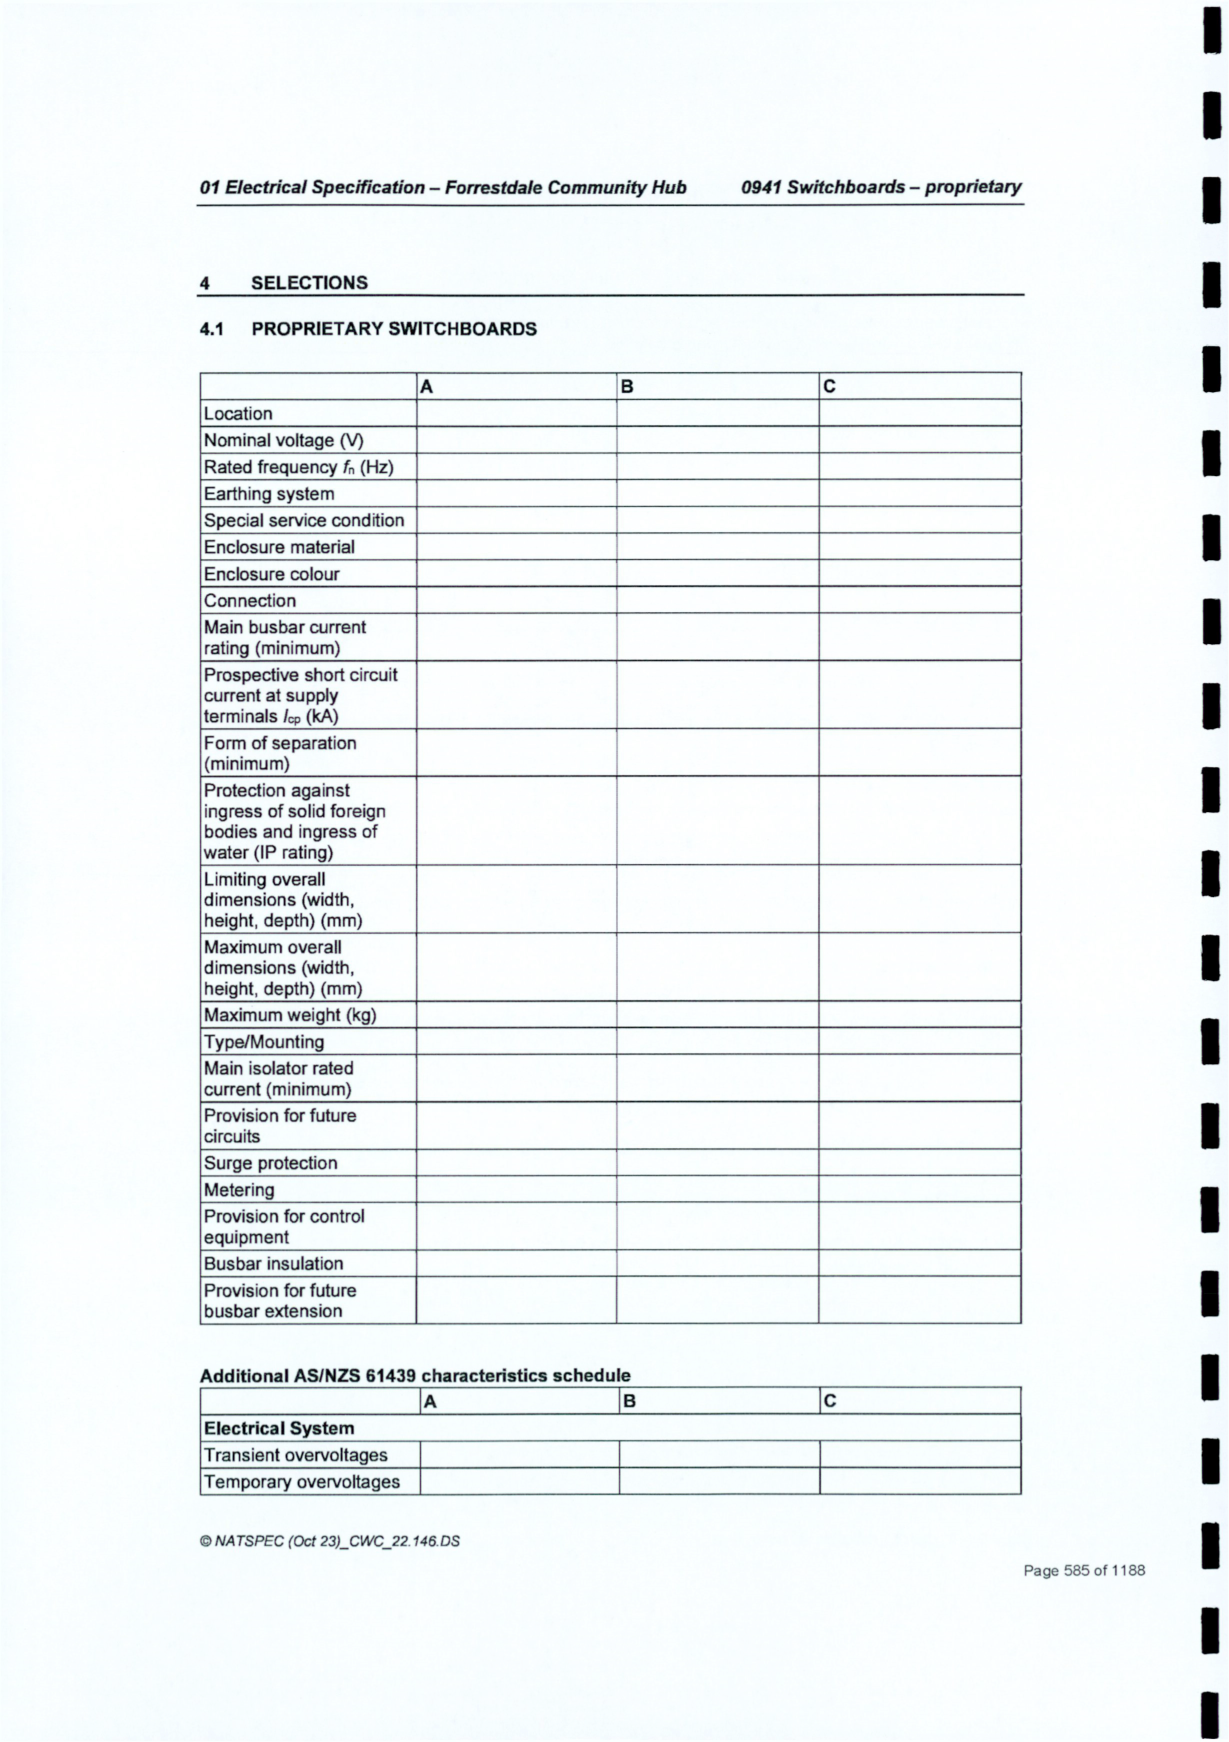 01 Electrical Specification – Forrestdale Community Hub 0941 Switchboards – proprietary
4 SELECTIONS
4.1 PROPRIETARY SWITCHBOARDS
A B C
Location
Nominal voltage (V)
Rated frequency fn (Hz)
Earthing system
Special service condition
Enclosure material
Enclosure colour
Connection
Main busbar current
rating (minimum)
Prospective short circuit
current at supply
terminals Icp (kA)
Form of separation
(minimum)
Protection against
ingress of solid foreign
bodies and ingress of
water (IP rating)
Limiting overall
dimensions (width,
height, depth) (mm)
Maximum overall
dimensions (width,
height, depth) (mm)
Maximum weight (kg)
Type/Mounting
Main isolator rated
current (minimum)
Provision for future
circuits
Surge protection
Metering
Provision for control
equipment
Busbar insulation
Provision for future
busbar extension
Additional AS/NZS 61439 characteristics schedule
A B C
Electrical System
Transient overvoltages
Temporary overvoltages
© NATSPEC (Oct 23)_CWC_22.146.DS
Page 585 of 1188